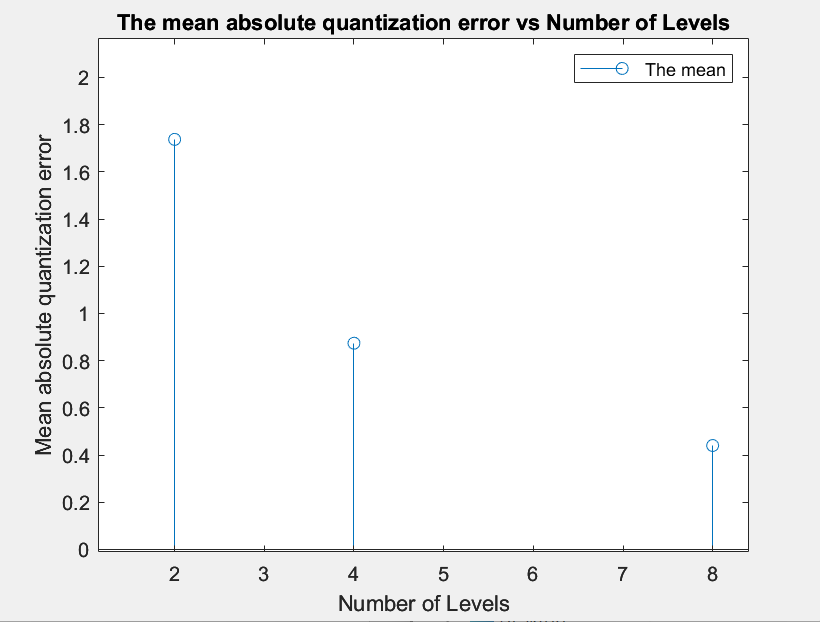 The mean absolute quantization error vs Number of Levels
The mean
Mean absolute quantization error
2
1.8
1.6
1.4
1.2
1
0.8
0.6
0.4
0.2
0
2 3 4 5 6 7 8
Number of Levels